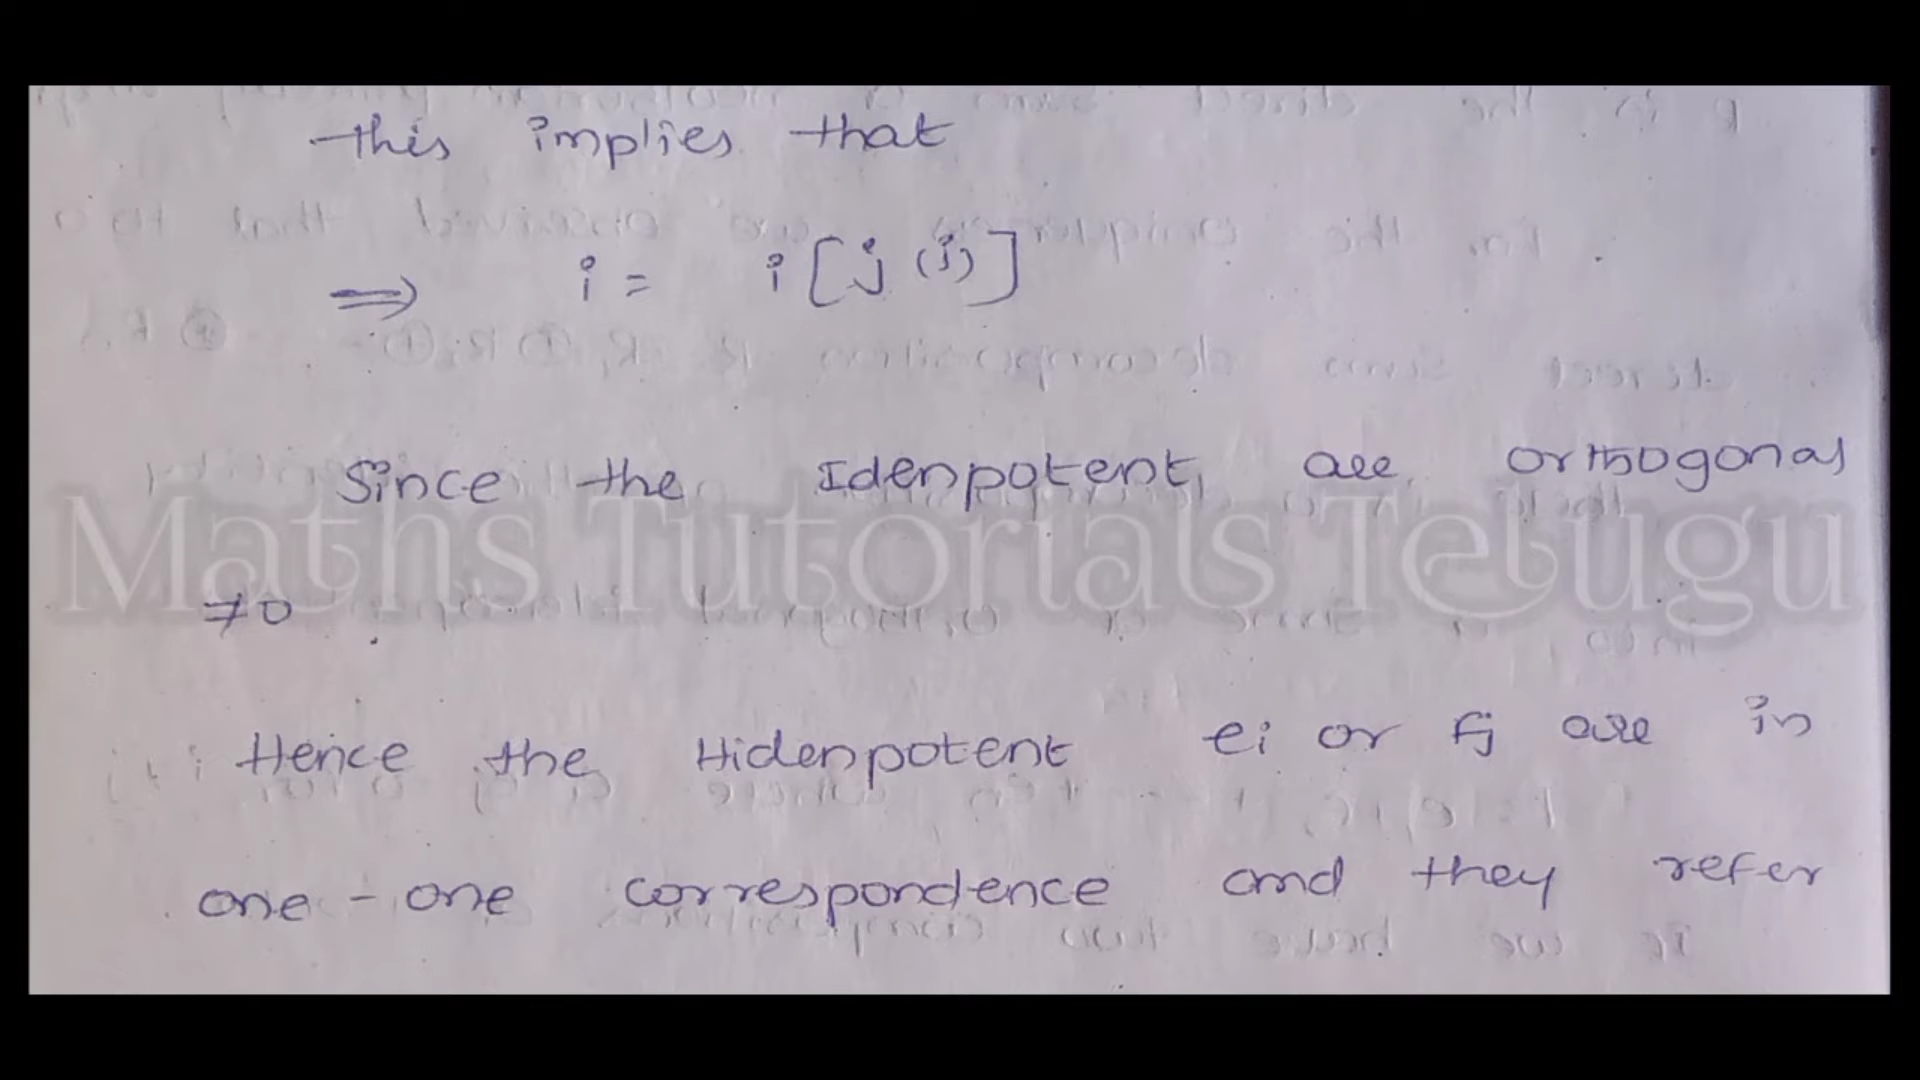 this implies that
⇒ i = i[j(i)]
Since the Idenpotent are orthogonal
Maths Tutorials Telugu
≠0
Hence the Hidenpotent ei or fj are in
one - one correspondence and they refer